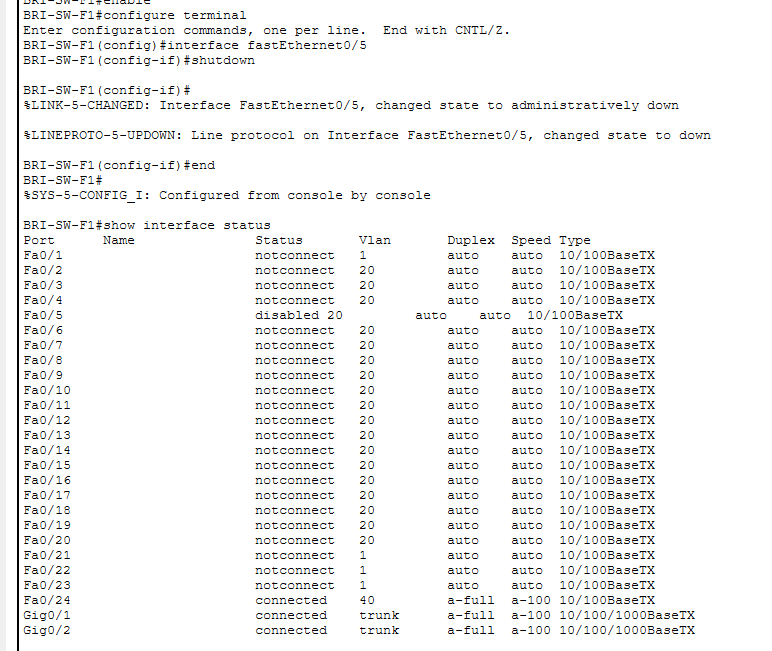 BRI-SW-F1#enable
BRI-SW-F1#configure terminal
Enter configuration commands, one per line.  End with CNTL/Z.
BRI-SW-F1(config)#interface fastEthernet0/5
BRI-SW-F1(config-if)#shutdown
BRI-SW-F1(config-if)#
%LINK-5-CHANGED: Interface FastEthernet0/5, changed state to administratively down
%LINEPROTO-5-UPDOWN: Line protocol on Interface FastEthernet0/5, changed state to down
BRI-SW-F1(config-if)#end
BRI-SW-F1#
%SYS-5-CONFIG_I: Configured from console by console
BRI-SW-F1#show interface status
Port      Name               Status       Vlan       Duplex  Speed Type
Fa0/1                        notconnect   1          auto    auto  10/100BaseTX
Fa0/2                        notconnect   20         auto    auto  10/100BaseTX
Fa0/3                        notconnect   20         auto    auto  10/100BaseTX
Fa0/4                        notconnect   20         auto    auto  10/100BaseTX
Fa0/5                        disabled 20         auto    auto  10/100BaseTX
Fa0/6                        notconnect   20         auto    auto  10/100BaseTX
Fa0/7                        notconnect   20         auto    auto  10/100BaseTX
Fa0/8                        notconnect   20         auto    auto  10/100BaseTX
Fa0/9                        notconnect   20         auto    auto  10/100BaseTX
Fa0/10                       notconnect   20         auto    auto  10/100BaseTX
Fa0/11                       notconnect   20         auto    auto  10/100BaseTX
Fa0/12                       notconnect   20         auto    auto  10/100BaseTX
Fa0/13                       notconnect   20         auto    auto  10/100BaseTX
Fa0/14                       notconnect   20         auto    auto  10/100BaseTX
Fa0/15                       notconnect   20         auto    auto  10/100BaseTX
Fa0/16                       notconnect   20         auto    auto  10/100BaseTX
Fa0/17                       notconnect   20         auto    auto  10/100BaseTX
Fa0/18                       notconnect   20         auto    auto  10/100BaseTX
Fa0/19                       notconnect   20         auto    auto  10/100BaseTX
Fa0/20                       notconnect   20         auto    auto  10/100BaseTX
Fa0/21                       notconnect   1          auto    auto  10/100BaseTX
Fa0/22                       notconnect   1          auto    auto  10/100BaseTX
Fa0/23                       notconnect   1          auto    auto  10/100BaseTX
Fa0/24                       connected    40         a-full  a-100 10/100BaseTX
Gig0/1                       connected    trunk      a-full  a-100 10/100/1000BaseTX
Gig0/2                       connected    trunk      a-full  a-100 10/100/1000BaseTX